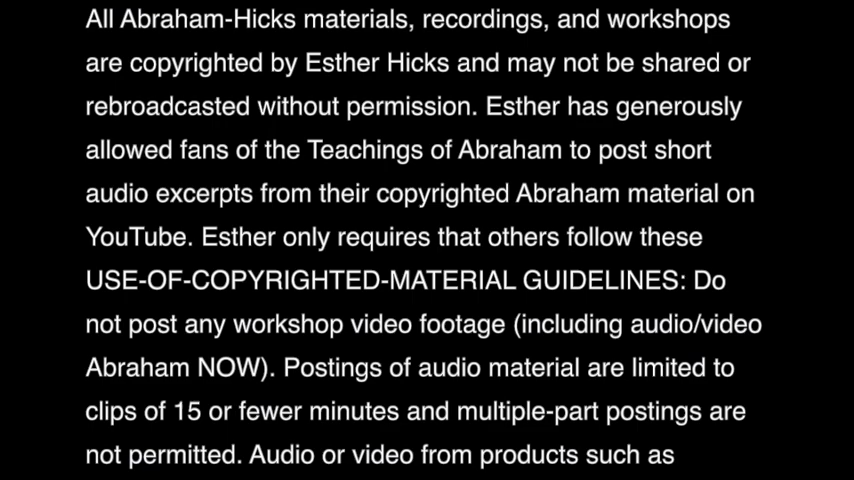 All Abraham-Hicks materials, recordings, and workshops
are copyrighted by Esther Hicks and may not be shared or
rebroadcasted without permission. Esther has generously
allowed fans of the Teachings of Abraham to post short
audio excerpts from their copyrighted Abraham material on
YouTube. Esther only requires that others follow these
USE-OF-COPYRIGHTED-MATERIAL GUIDELINES: Do
not post any workshop video footage (including audio/video
Abraham NOW). Postings of audio material are limited to
clips of 15 or fewer minutes and multiple-part postings are
not permitted. Audio or video from products such as